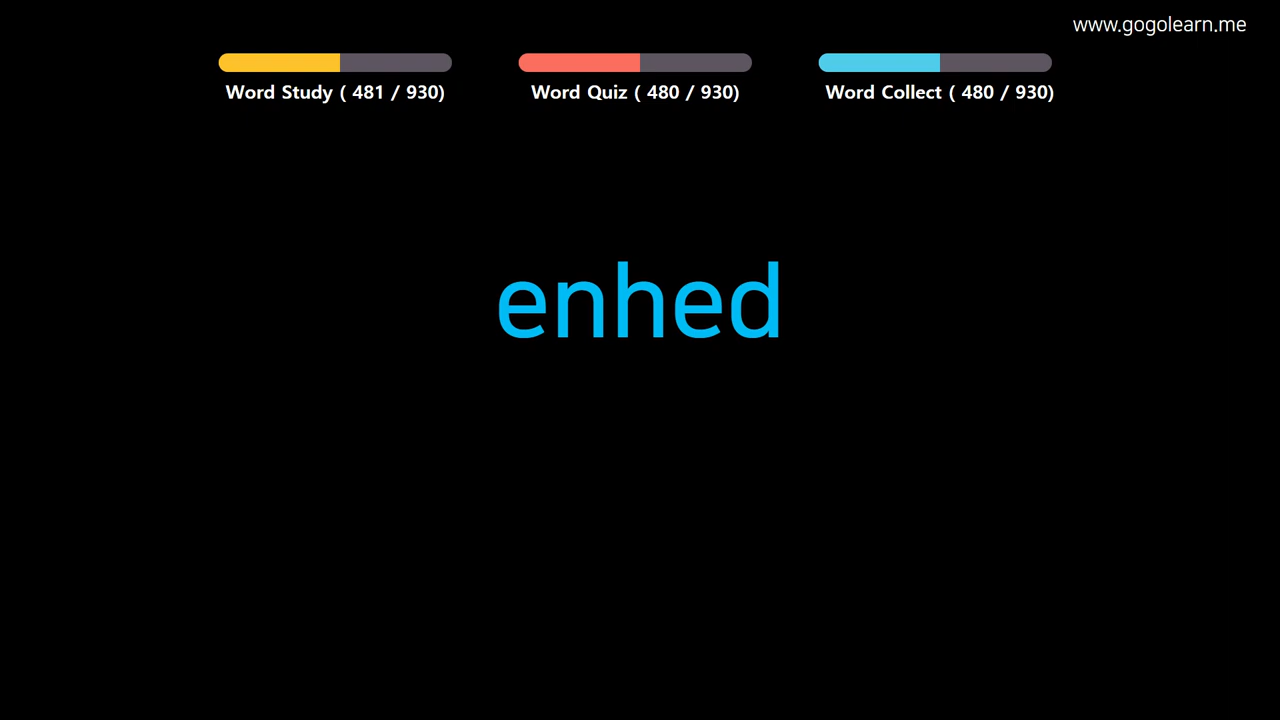 www.gogolearn.me
Word Study ( 481 / 930)
Word Quiz ( 480 / 930)
Word Collect ( 480 / 930)
enhed